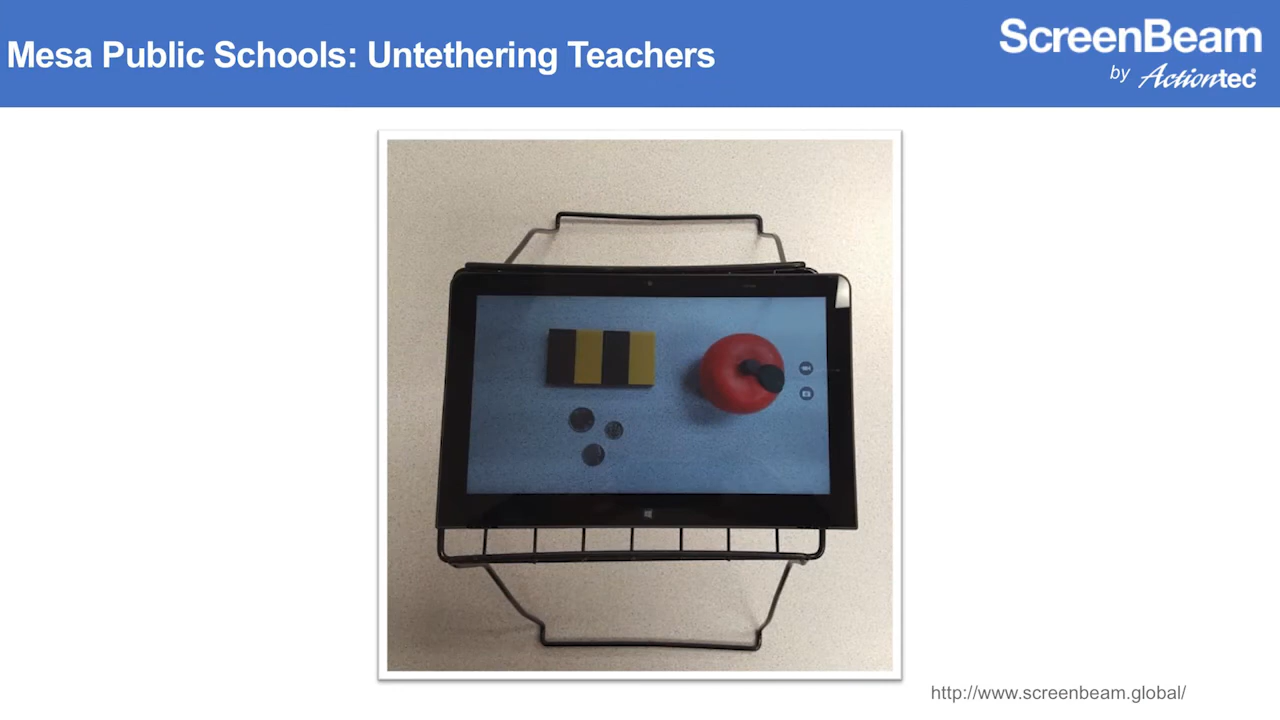 Mesa Public Schools: Untethering Teachers
ScreenBeam
by Actiontec
http://www.screenbeam.global/